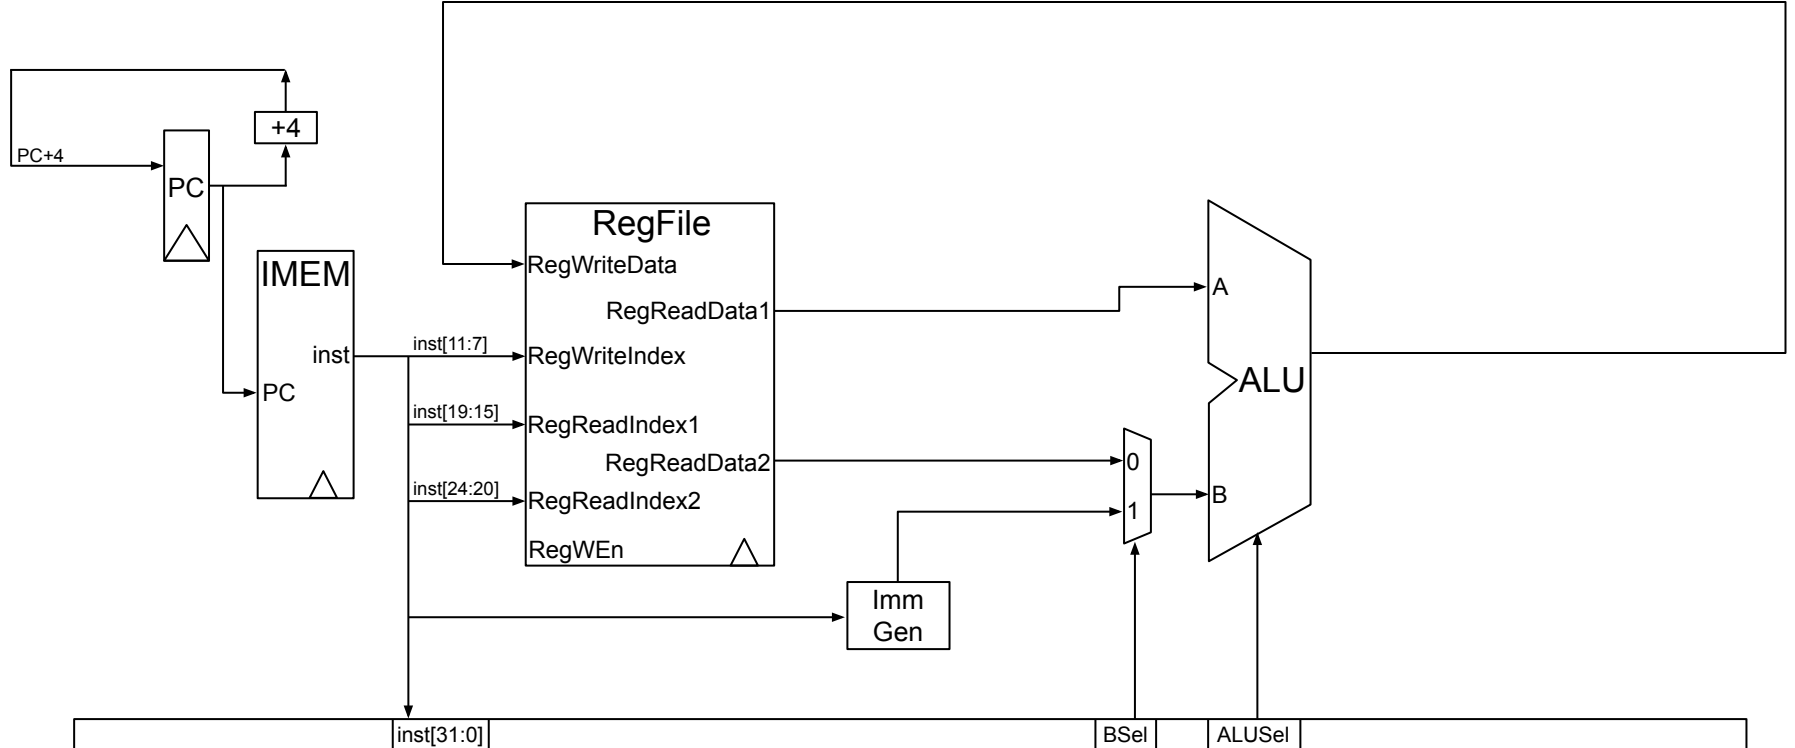 +4
PC+4
PC
RegFile
IMEM
RegWriteData
A
RegReadData1
inst[11:7]
inst
RegWriteIndex
ALU
PC
inst[19:15]
RegReadIndex1
RegReadData2
0
inst[24:20]
RegReadIndex2
B
1
RegWEn
Imm
Gen
inst[31:0]
BSel
ALUSel